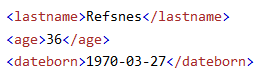 <lastname>Refsnes</lastname>
<age>36</age>
<dateborn>1970-03-27</dateborn>